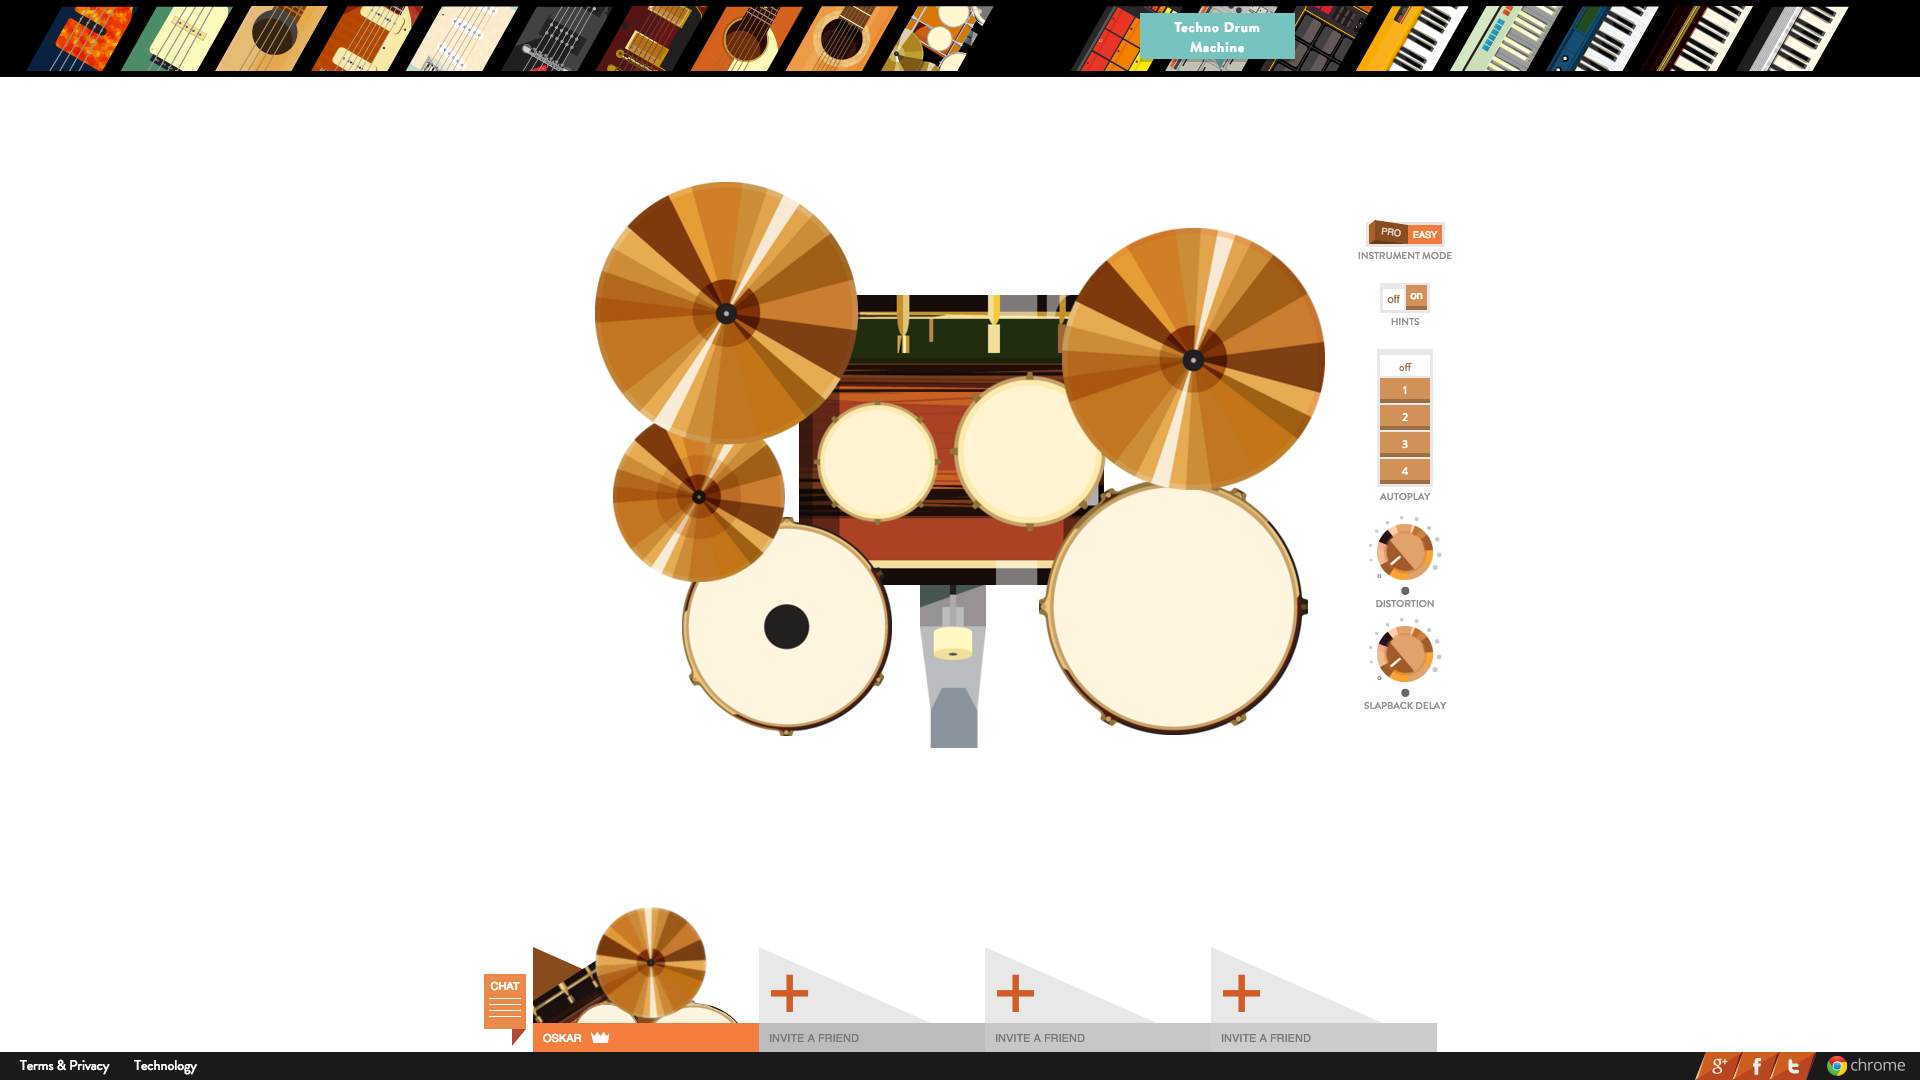 Techno Drum
Machine
PRO EASY
INSTRUMENT MODE
off on
HINTS
off
1
2
3
4
AUTOPLAY
DISTORTION
SLAPBACK DELAY
CHAT
OSKAR
INVITE A FRIEND
INVITE A FRIEND
INVITE A FRIEND
Terms & Privacy
Technology
g+
f
t
chrome